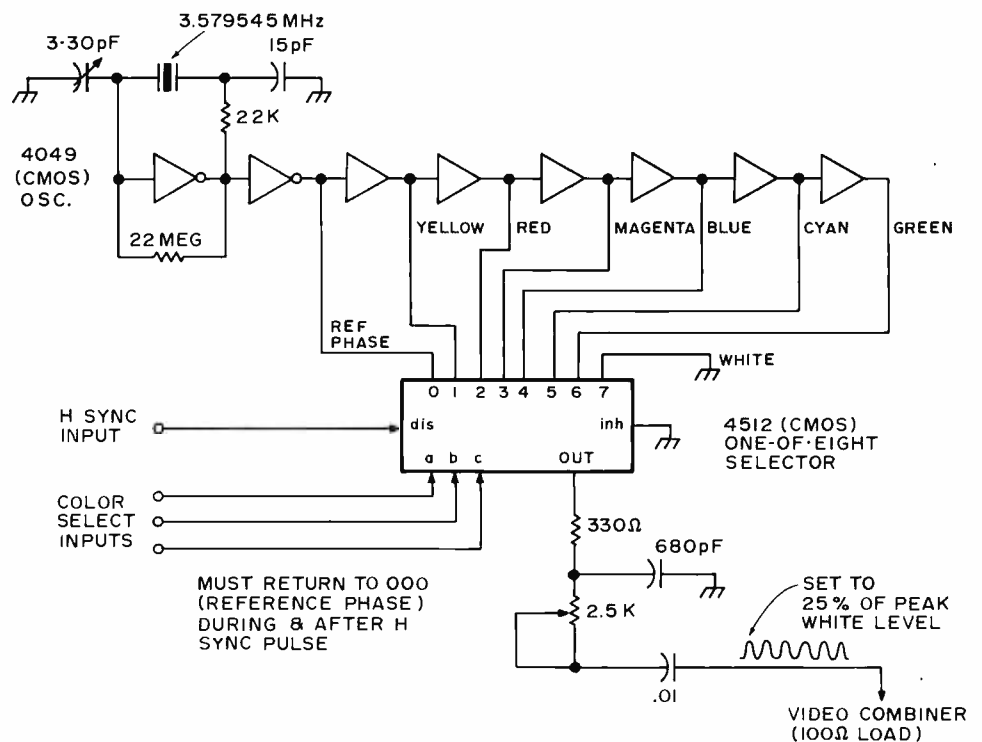 3.579545 MHz
3·30pF
15pF
22K
4049
(CMOS)
OSC.
22 MEG
YELLOW
RED
MAGENTA
BLUE
CYAN
GREEN
REF
PHASE
WHITE
0 1 2 3 4 5 6 7
H SYNC
INPUT
dis
inh
a b c
OUT
4512 (CMOS)
ONE-OF-EIGHT
SELECTOR
COLOR
SELECT
INPUTS
330Ω
680pF
MUST RETURN TO 000
(REFERENCE PHASE)
DURING & AFTER H
SYNC PULSE
2.5 K
SET TO
25% OF PEAK
WHITE LEVEL
.01
VIDEO COMBINER
(100Ω LOAD)